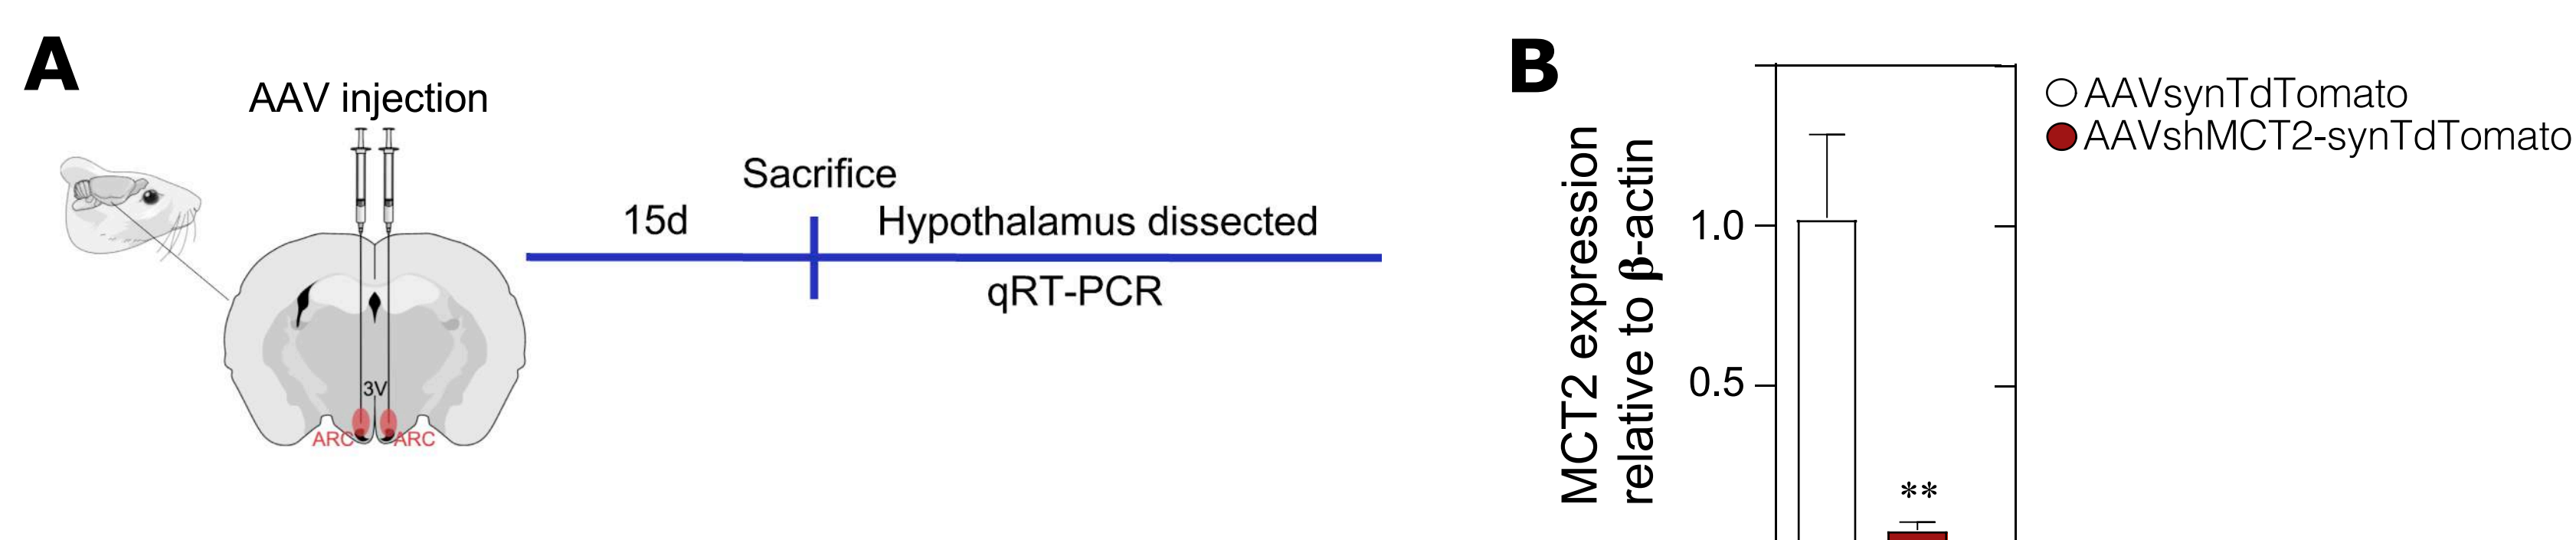 A
AAV injection
Sacrifice
15d
Hypothalamus dissected
qRT-PCR
3V
ARC
ARC
B
MCT2 expression
relative to β-actin
1.0
0.5
**
AAVsynTdTomato
AAVshMCT2-synTdTomato